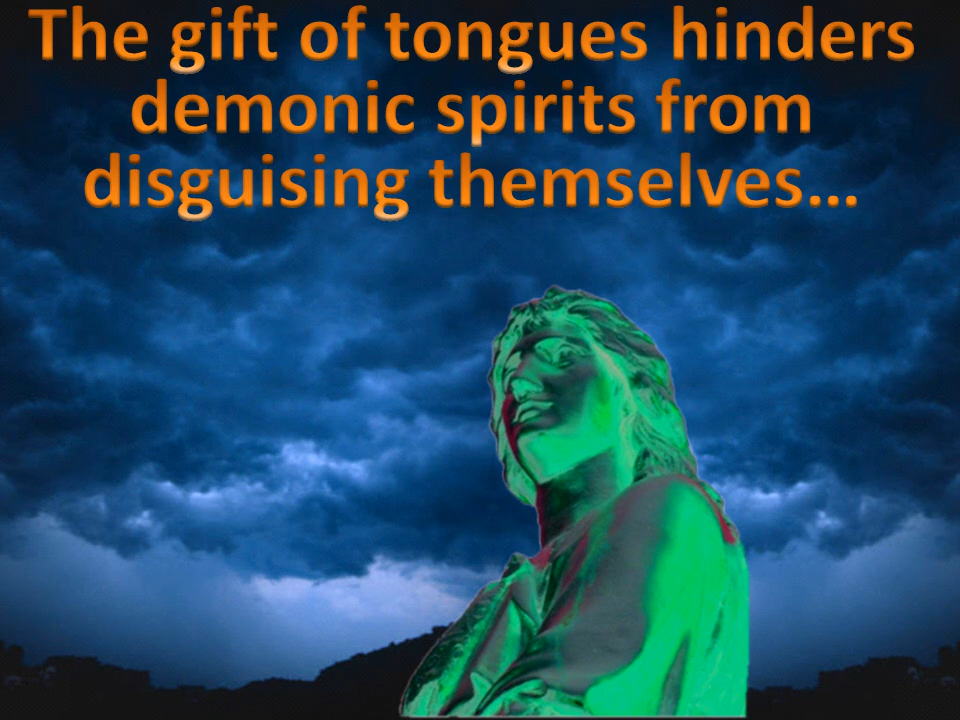 The gift of tongues hinders
demonic spirits from
disguising themselves...